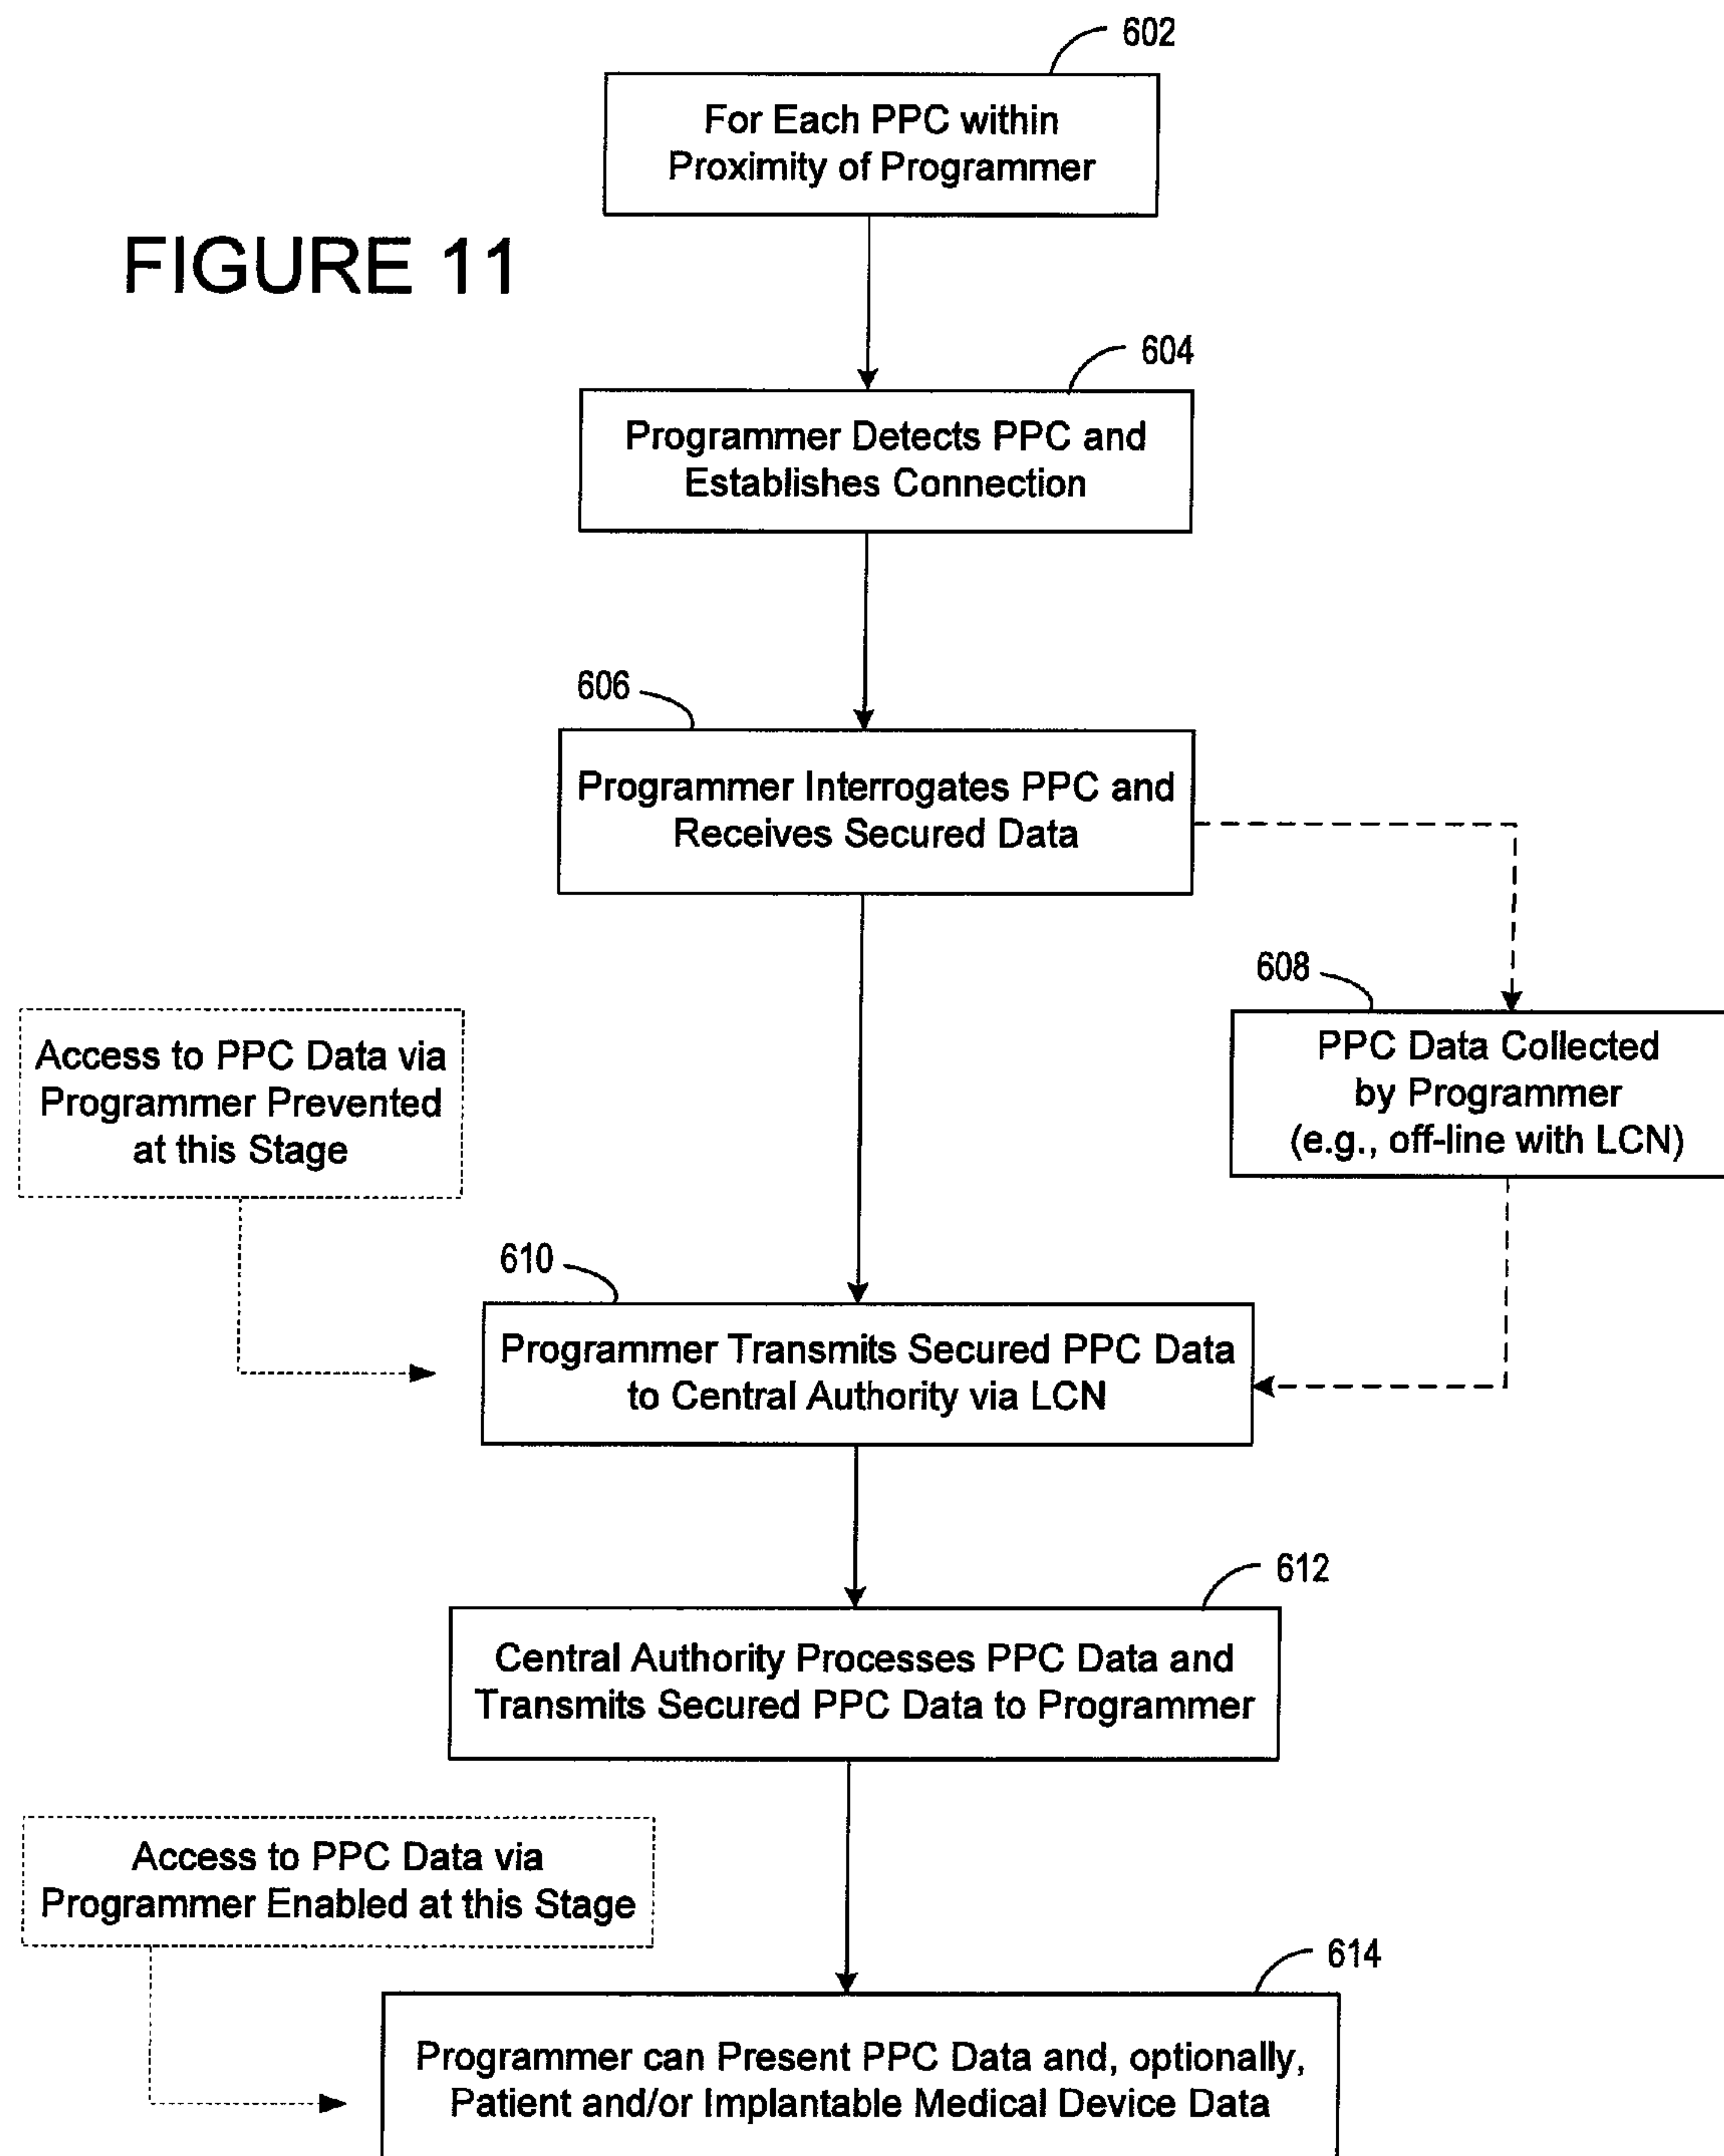 602
For Each PPC within
Proximity of Programmer
FIGURE 11
604
Programmer Detects PPC and
Establishes Connection
606
Programmer Interrogates PPC and
Receives Secured Data
608
PPC Data Collected
by Programmer
(e.g., off-line with LCN)
Access to PPC Data via
Programmer Prevented
at this Stage
610
Programmer Transmits Secured PPC Data
to Central Authority via LCN
612
Central Authority Processes PPC Data and
Transmits Secured PPC Data to Programmer
Access to PPC Data via
Programmer Enabled at this Stage
614
Programmer can Present PPC Data and, optionally,
Patient and/or Implantable Medical Device Data